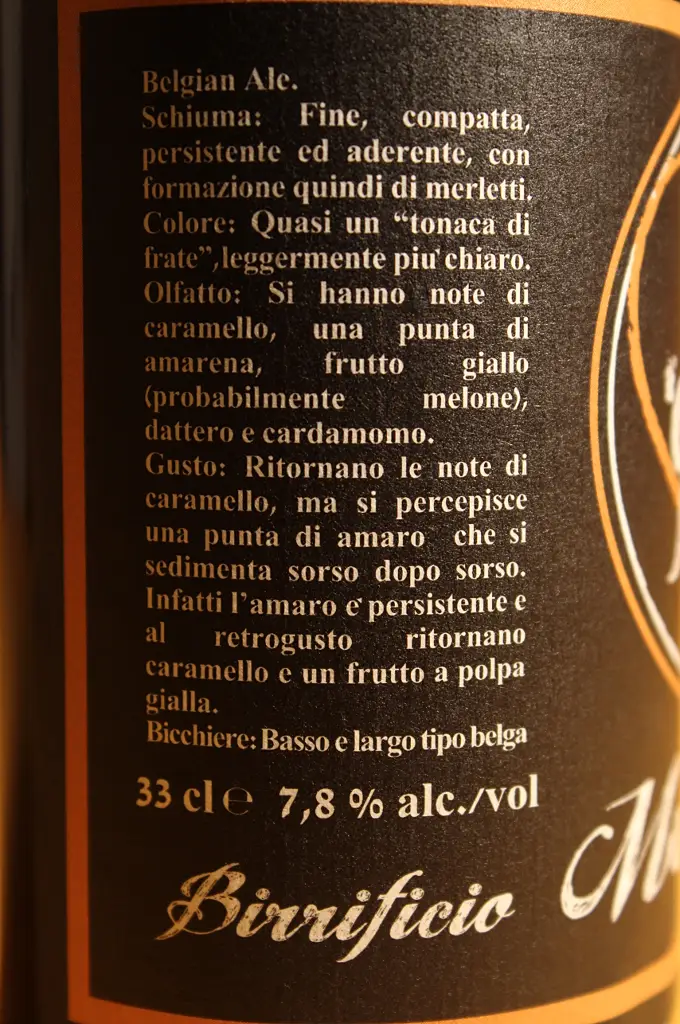 Belgian Ale.
Schiuma: Fine, compatta,
persistente ed aderente, con
formazione quindi di merletti.
Colore: Quasi un “tonaca di
frate”,leggermente piu' chiaro.
Olfatto: Si hanno note di
caramello, una punta di
amarena, frutto giallo
(probabilmente melone),
dattero e cardamomo.
Gusto: Ritornano le note di
caramello, ma si percepisce
una punta di amaro che si
sedimenta sorso dopo sorso.
Infatti l'amaro e' persistente e
al retrogusto ritornano
caramello e un frutto a polpa
gialla.
Bicchiere: Basso e largo tipo belga
33 cl ℮ 7,8 % alc./vol
Birrificio